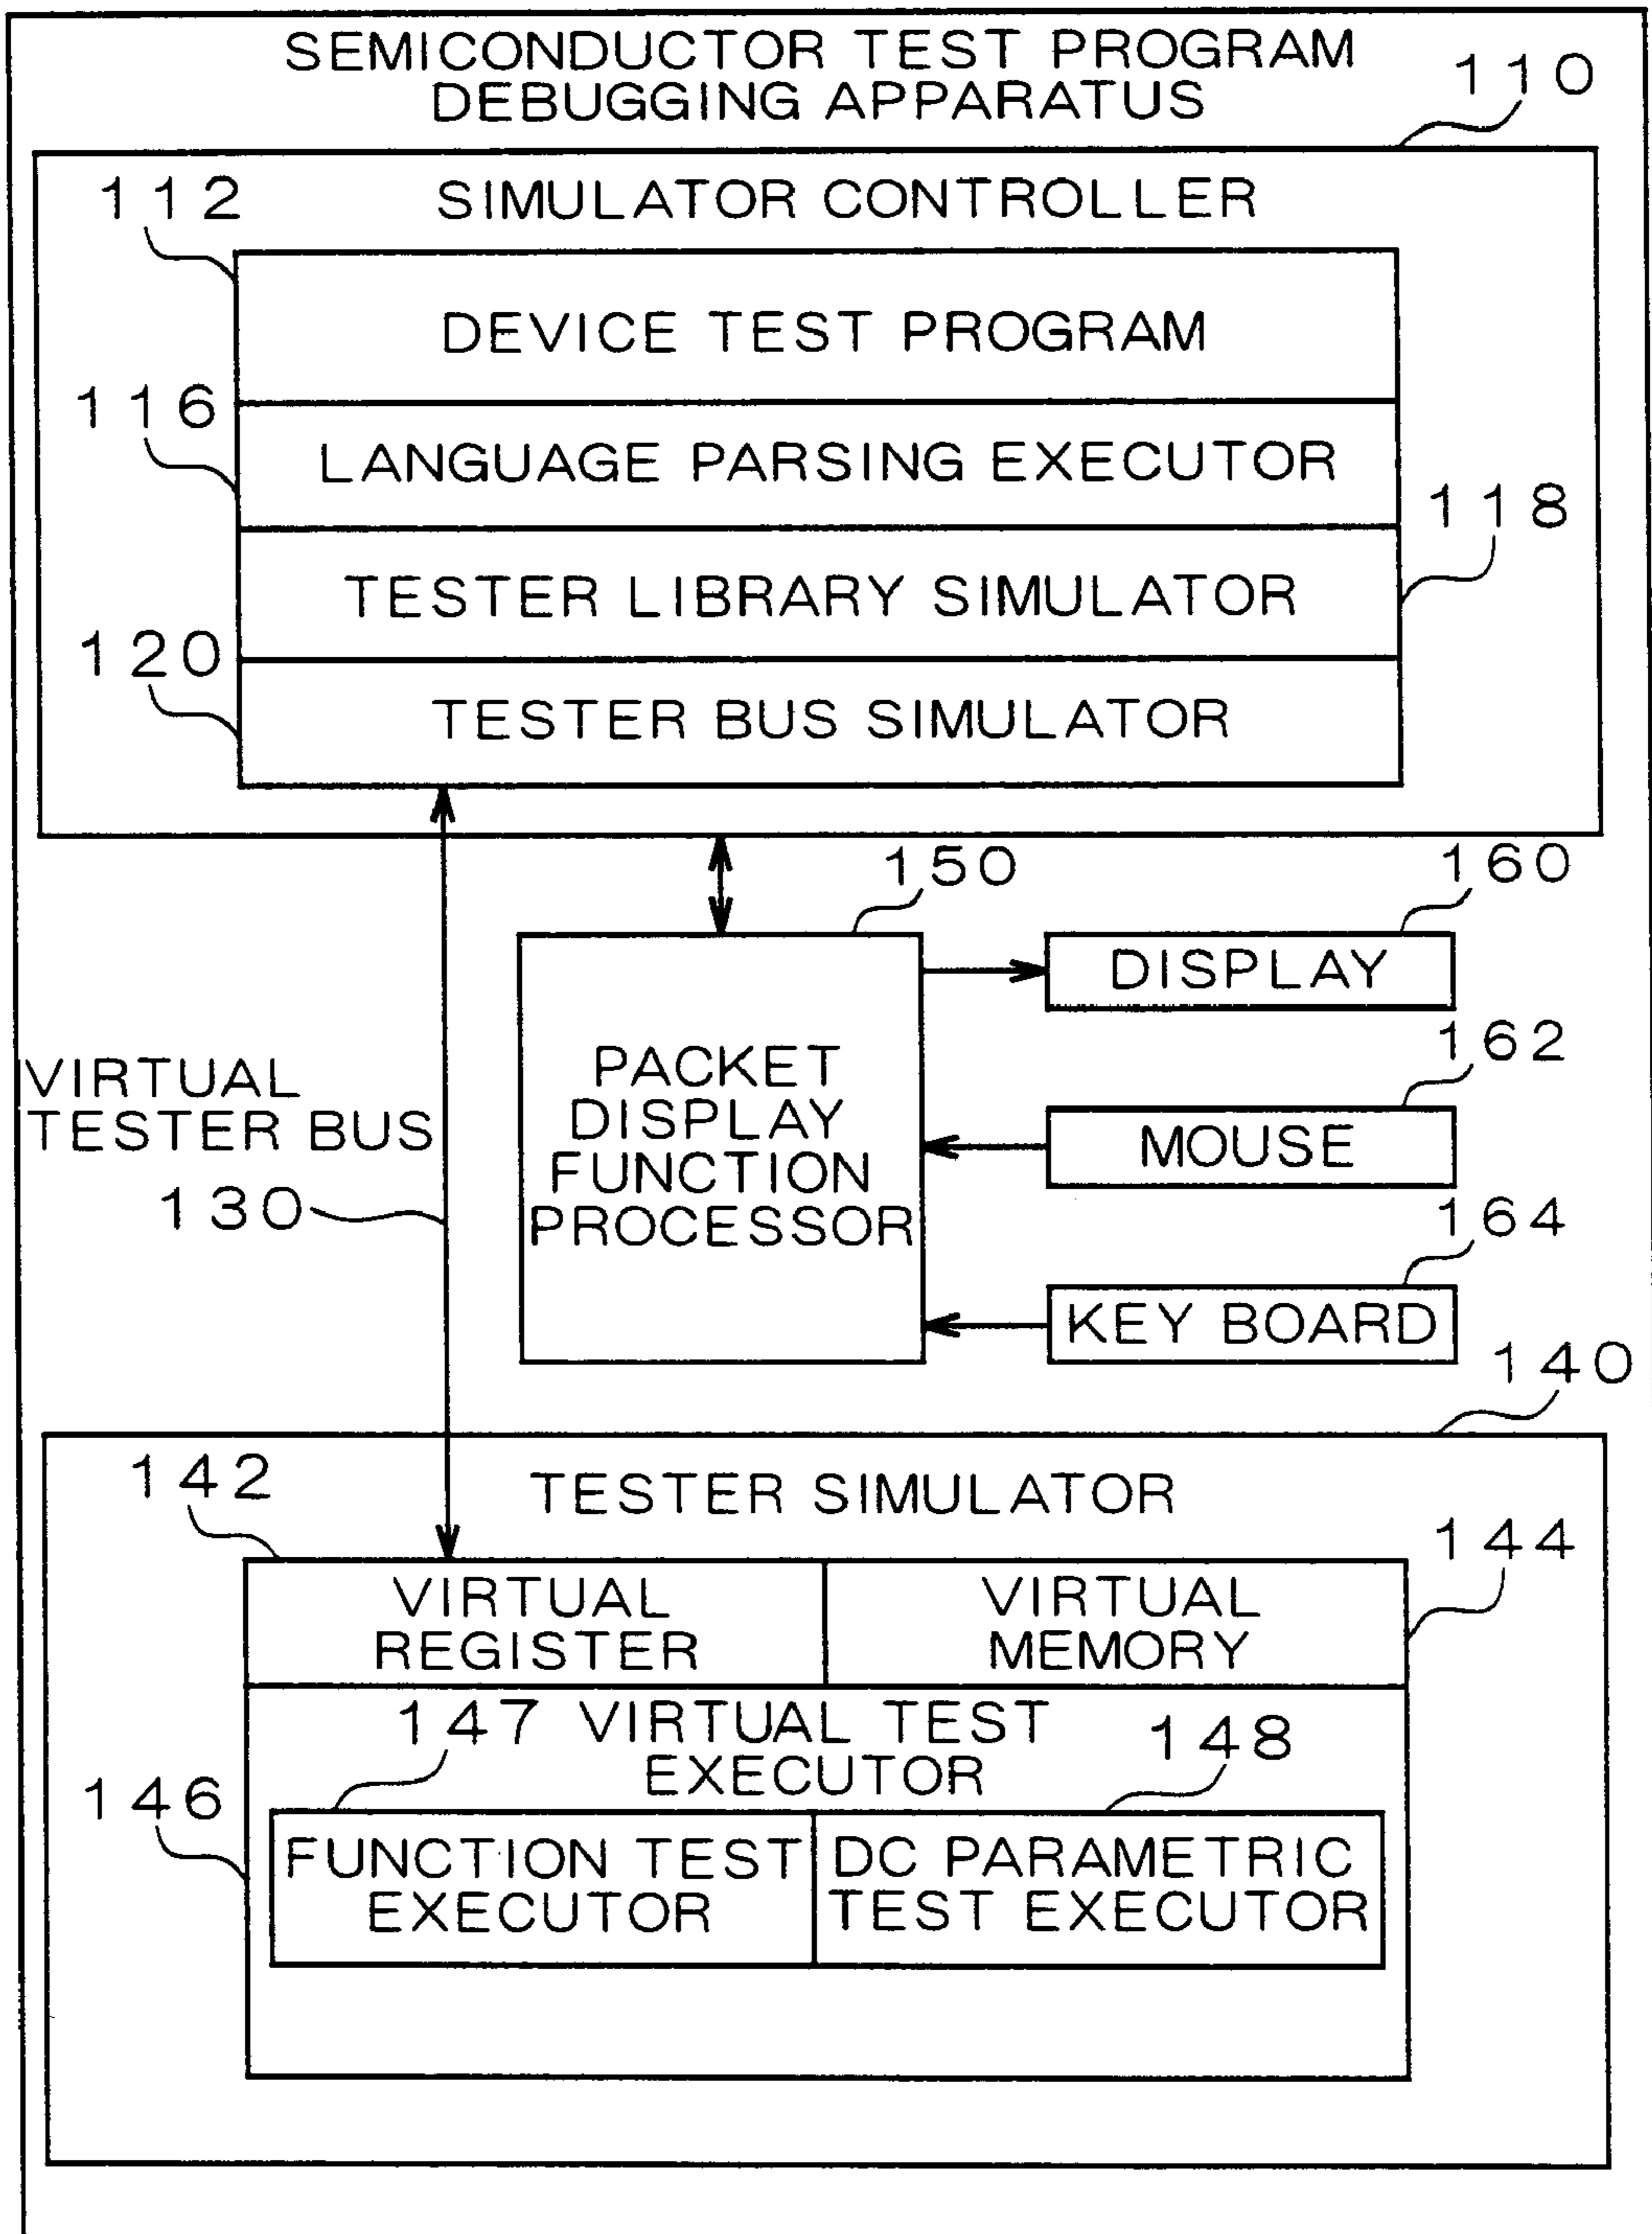 SEMICONDUCTOR TEST PROGRAM
DEBUGGING APPARATUS
110
112
SIMULATOR CONTROLLER
DEVICE TEST PROGRAM
116
LANGUAGE PARSING EXECUTOR
118
TESTER LIBRARY SIMULATOR
120
TESTER BUS SIMULATOR
150
160
DISPLAY
PACKET
DISPLAY
FUNCTION
PROCESSOR
162
MOUSE
VIRTUAL
TESTER BUS
130
164
KEY BOARD
140
142
TESTER SIMULATOR
144
VIRTUAL
REGISTER
VIRTUAL
MEMORY
147
VIRTUAL TEST
EXECUTOR
148
146
FUNCTION TEST
EXECUTOR
DC PARAMETRIC
TEST EXECUTOR